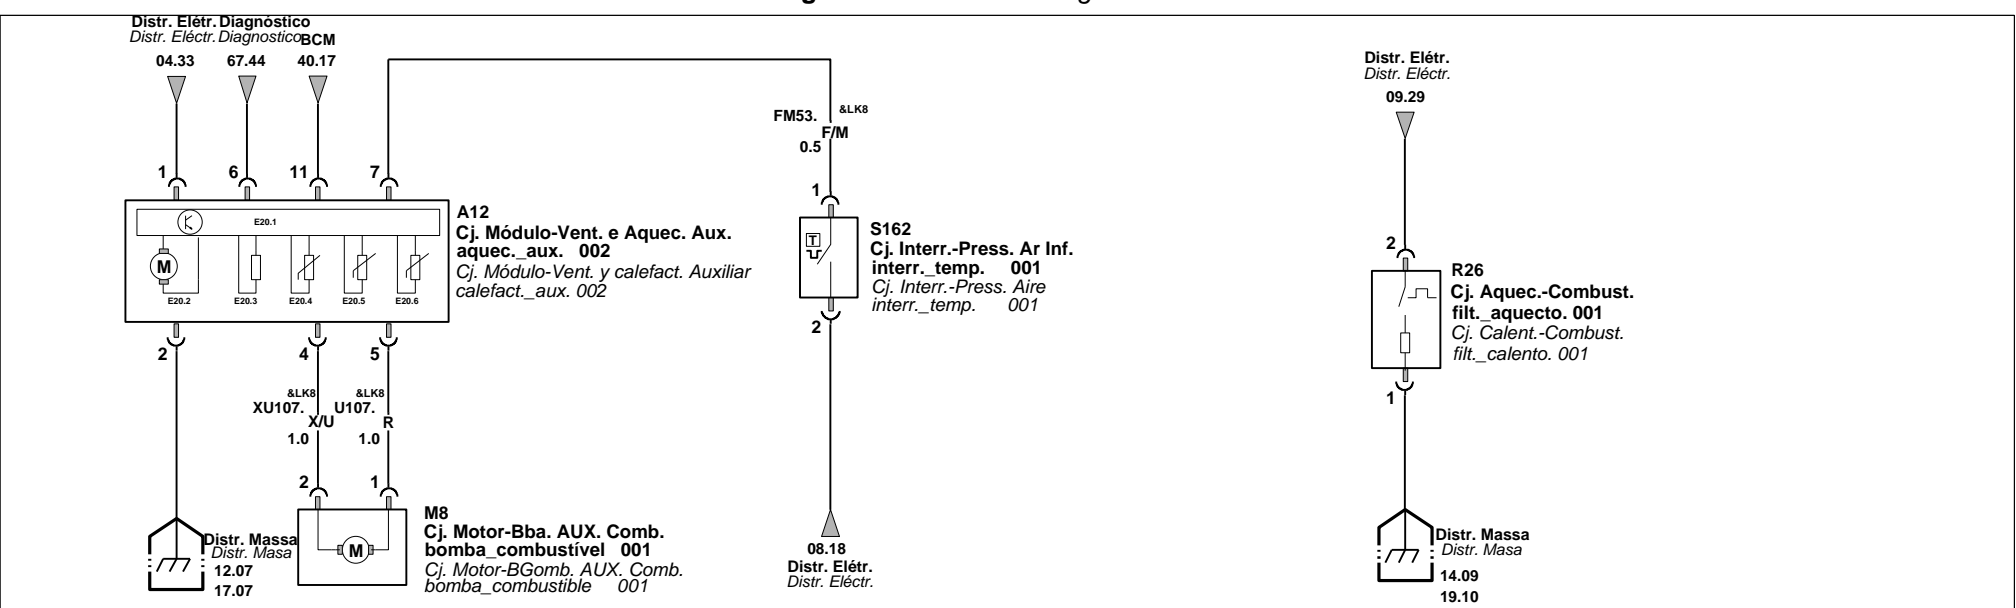 Distr. Elétr. Diagnóstico
Distr. Eléctr. Diagnostico BCM
04.33 67.44 40.17
1 6 11 7
E20.1
M
E20.2 E20.3 E20.4 E20.5 E20.6
A12
Cj. Módulo-Vent. e Aquec. Aux.
aquec._aux. 002
Cj. Módulo-Vent. y calefact. Auxiliar
calefact._aux. 002
2 4 5
&LK8 &LK8
XU107. U107.
X/U R
1.0 1.0
2 1
M
M8
Cj. Motor-Bba. AUX. Comb.
bomba_combustível 001
Cj. Motor-BGomb. AUX. Comb.
bomba_combustible 001
Distr. Massa
Distr. Masa
12.07
17.07
&LK8
FM53.
F/M
0.5
1
T
S162
Cj. Interr.-Press. Ar Inf.
interr._temp. 001
Cj. Interr.-Press. Aire
interr._temp. 001
2
08.18
Distr. Elétr.
Distr. Eléctr.
Distr. Elétr.
Distr. Eléctr.
09.29
2
R26
Cj. Aquec.-Combust.
filt._aquecto. 001
Cj. Calent.-Combust.
filt._calento. 001
1
Distr. Massa
Distr. Masa
14.09
19.10